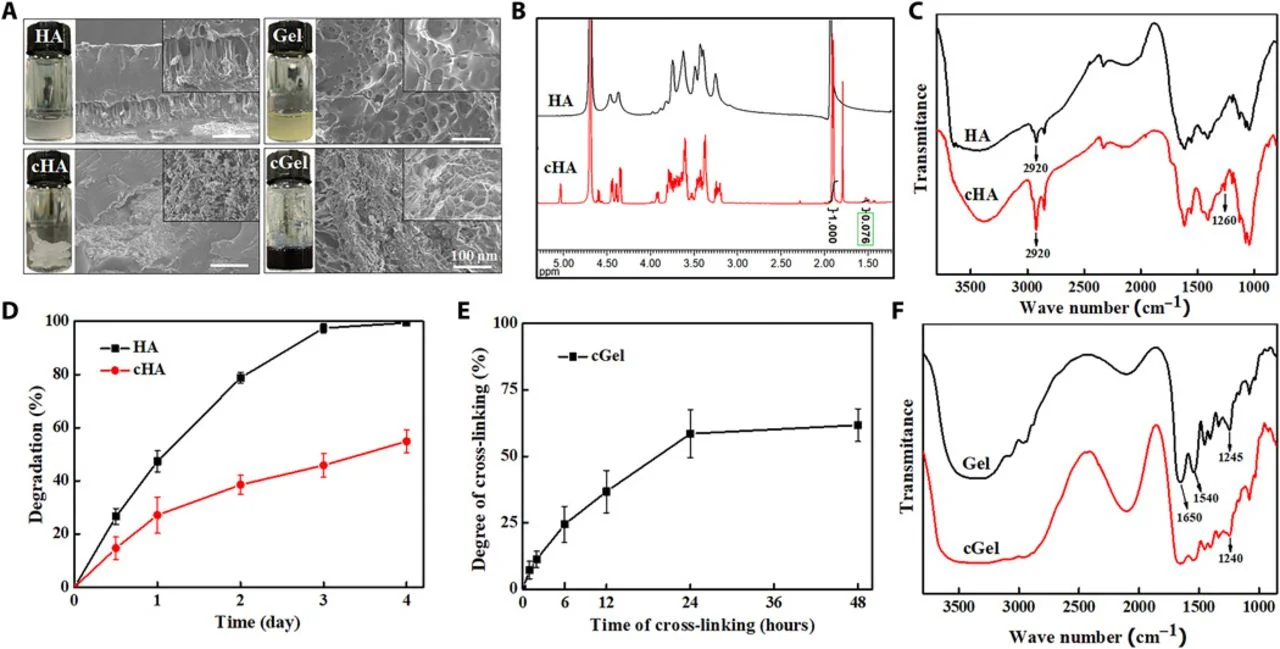 A
HA
Gel
cHA
cGel
100 μm
B
HA
cHA
1.000
0.076
5.00 4.50 4.00 3.50 3.00 2.50 2.00 1.50
ppm
C
Transmitance
HA
2920
cHA
2920
1260
3500 3000 2500 2000 1500 1000
Wave number (cm⁻¹)
D
Degradation (%)
100
80
60
40
20
0
HA
cHA
0 1 2 3 4
Time (day)
E
Degree of cross-linking (%)
100
75
50
25
0
cGel
0 6 12 24 36 48
Time of cross-linking (hours)
F
Transmitance
Gel
1245
1540
1650
cGel
1240
3500 3000 2500 2000 1500 1000
Wave number (cm⁻¹)